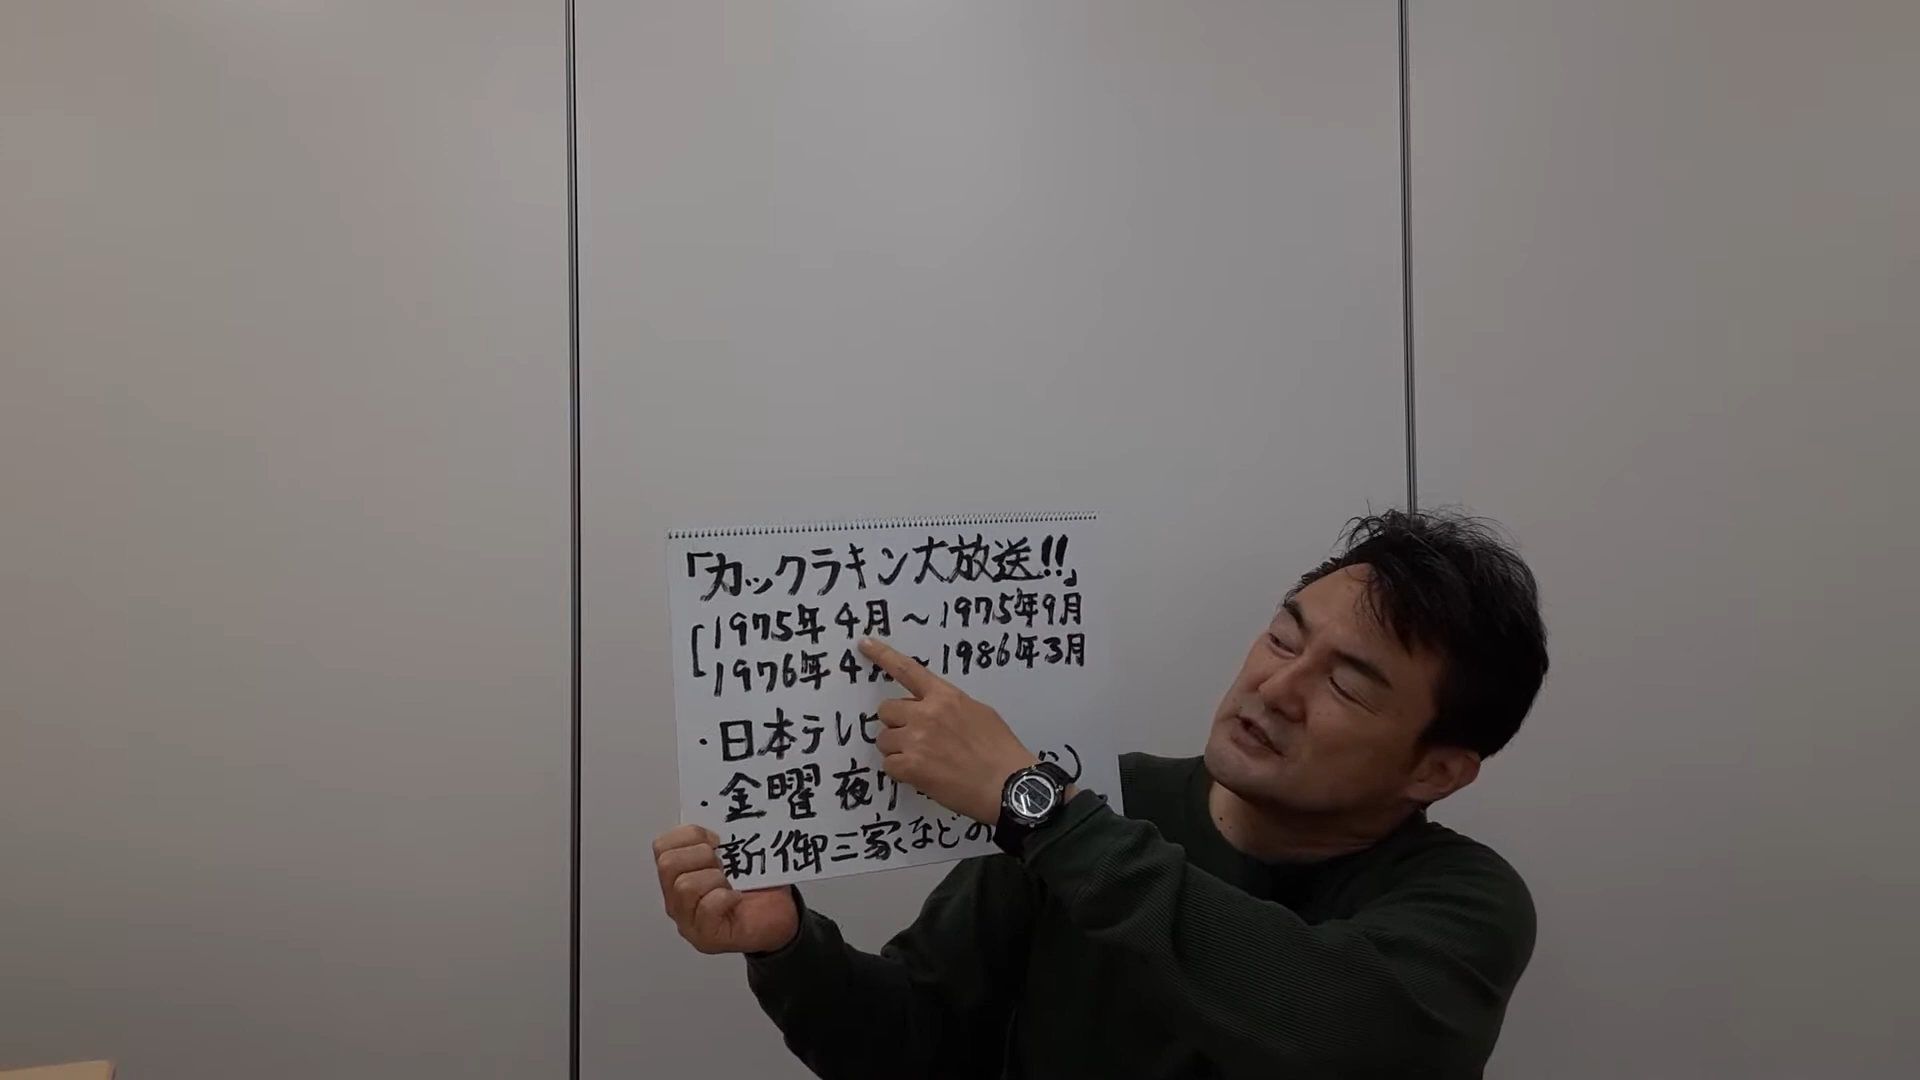 「カックラキン大放送!!」
1975年4月〜1975年9月
1976年4月〜1986年3月
・日本テレビ
・金曜 夜7
新御三家などの